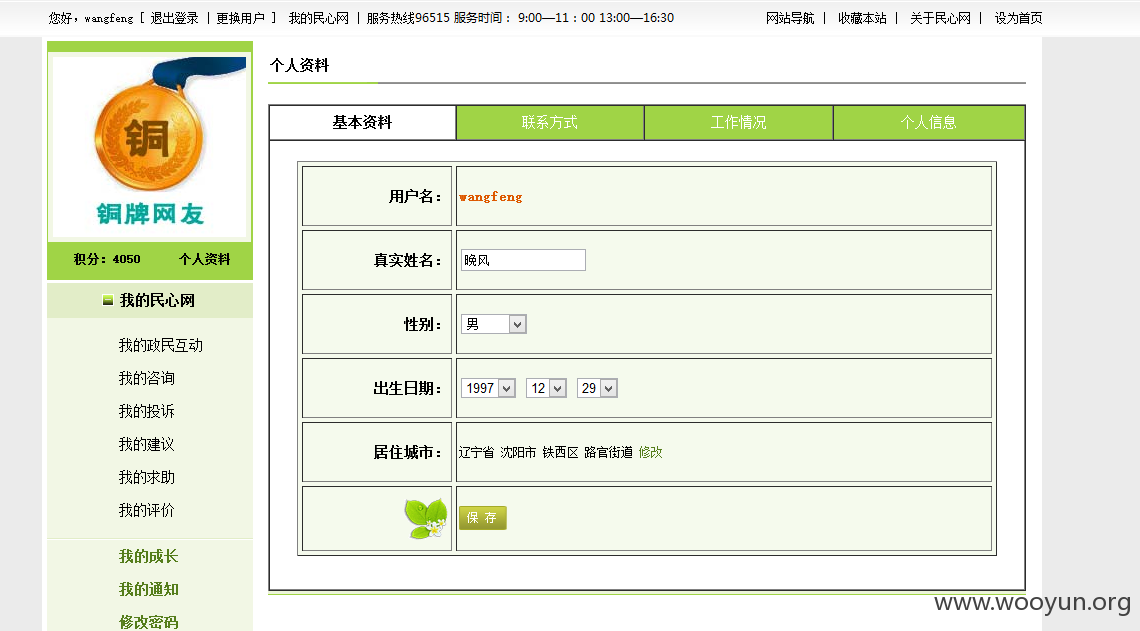 您好，wangfeng [ 退出登录 | 更换用户 ] 我的民心网 | 服务热线96515 服务时间： 9:00—11：00 13:00—16:30 网站导航 | 收藏本站 | 关于民心网 | 设为首页
铜
铜牌网友
积分：4050 个人资料
我的民心网
我的政民互动
我的咨询
我的投诉
我的建议
我的求助
我的评价
我的成长
我的通知
修改密码
个人资料
基本资料 联系方式 工作情况 个人信息
用户名： wangfeng
真实姓名： 晚风
性别： 男
出生日期： 1997 12 29
居住城市： 辽宁省 沈阳市 铁西区 路官街道 修改
保 存
www.wooyun.org